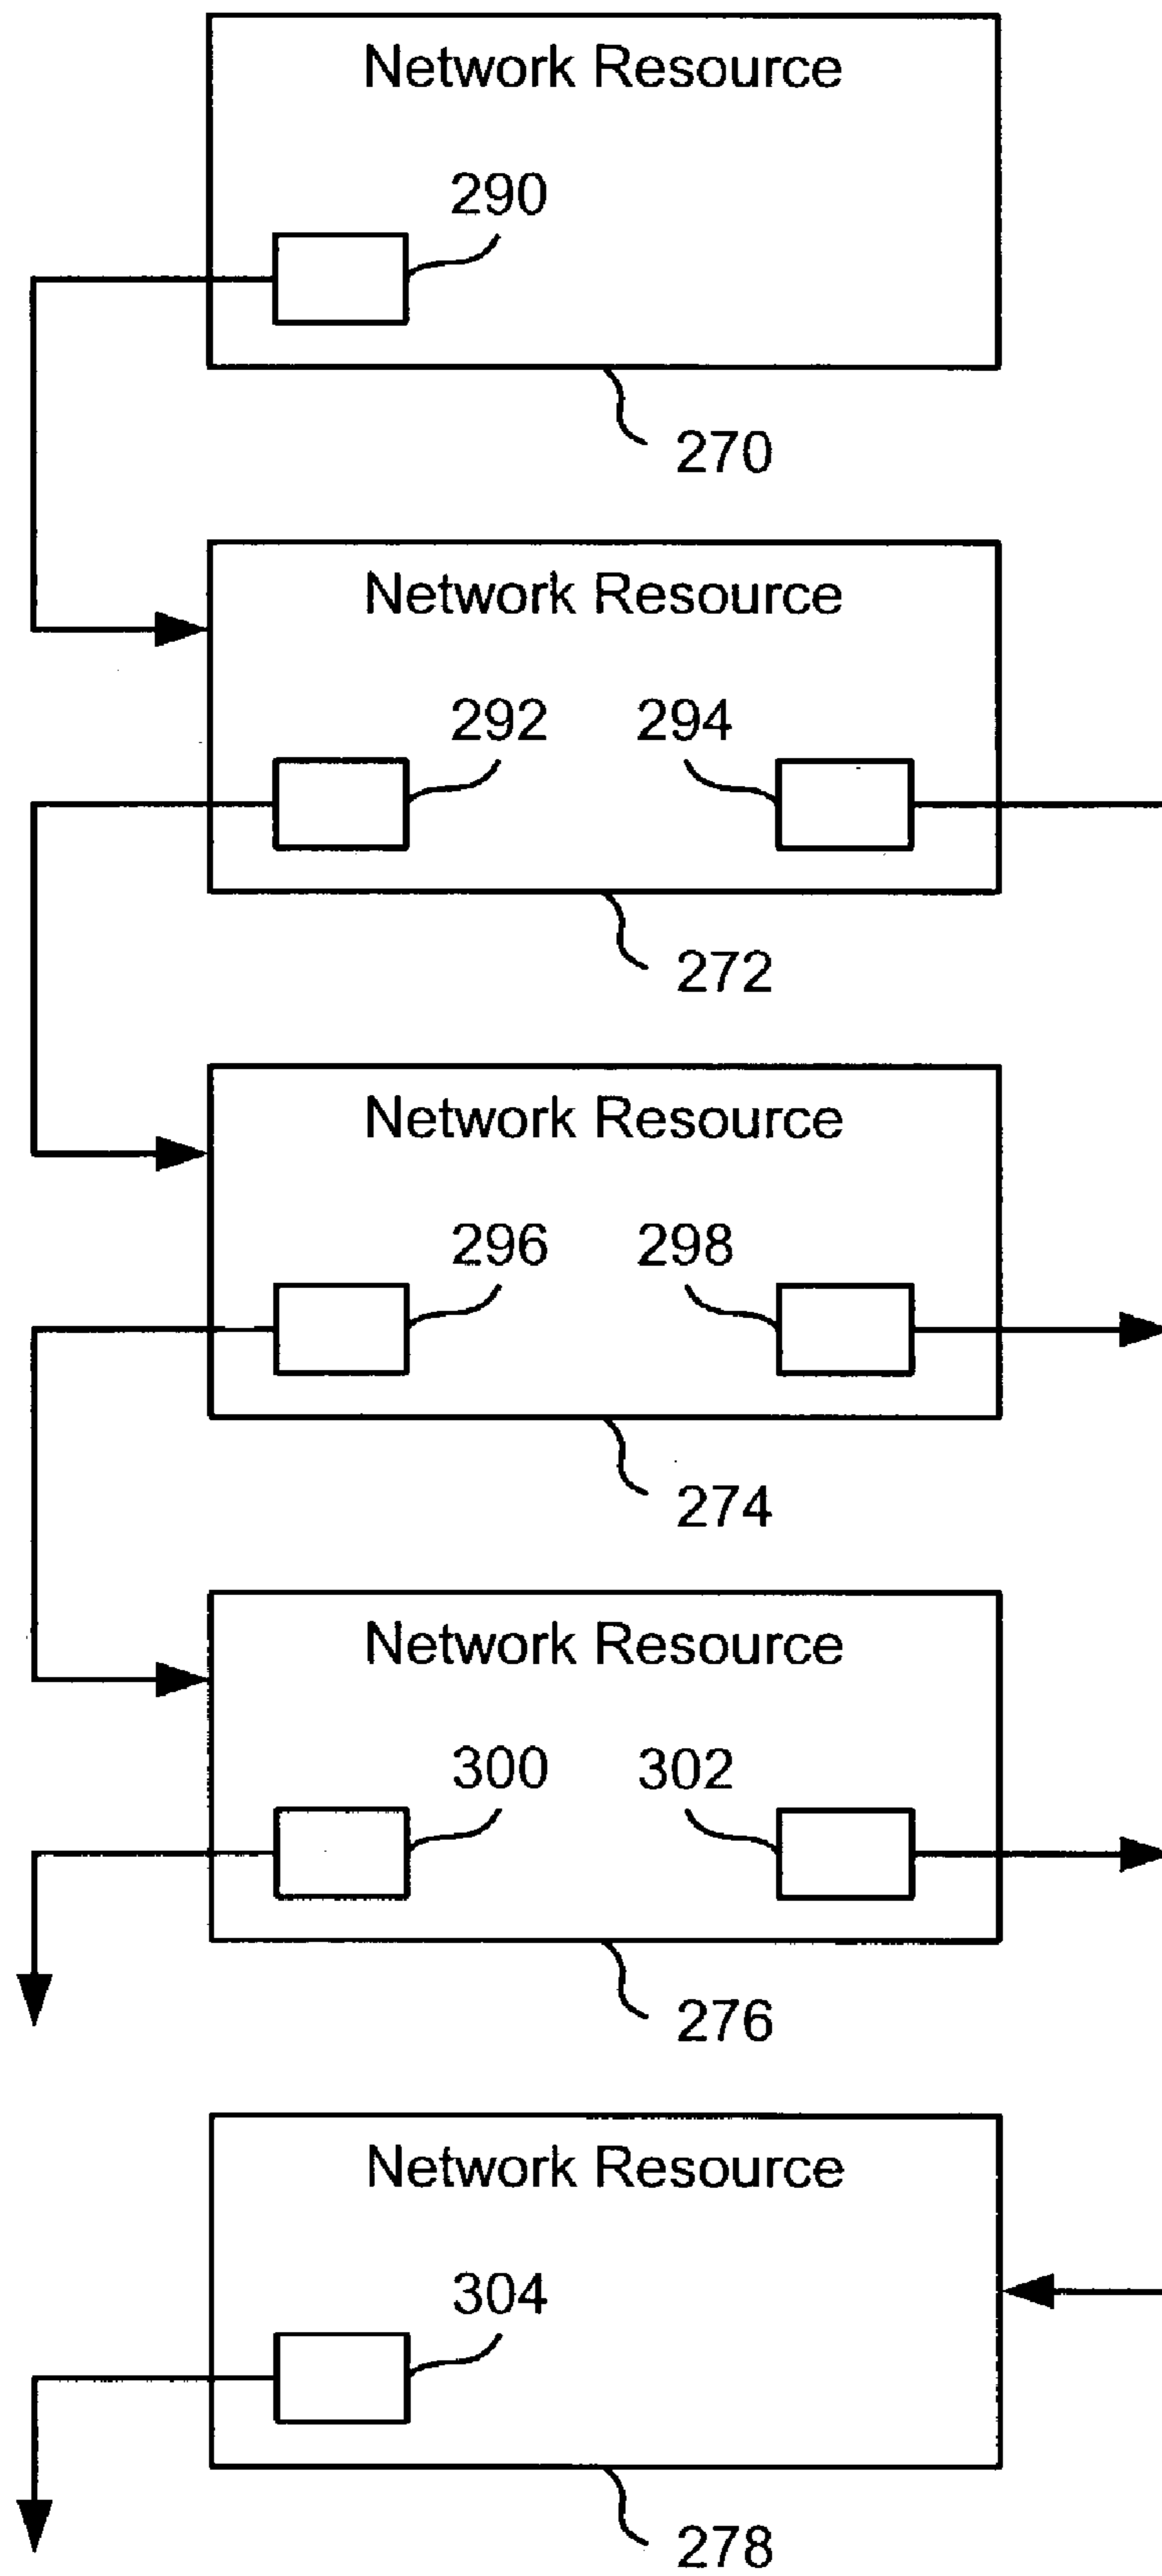 Network Resource
290
270
Network Resource
292 294
272
Network Resource
296 298
274
Network Resource
300 302
276
Network Resource
304
278